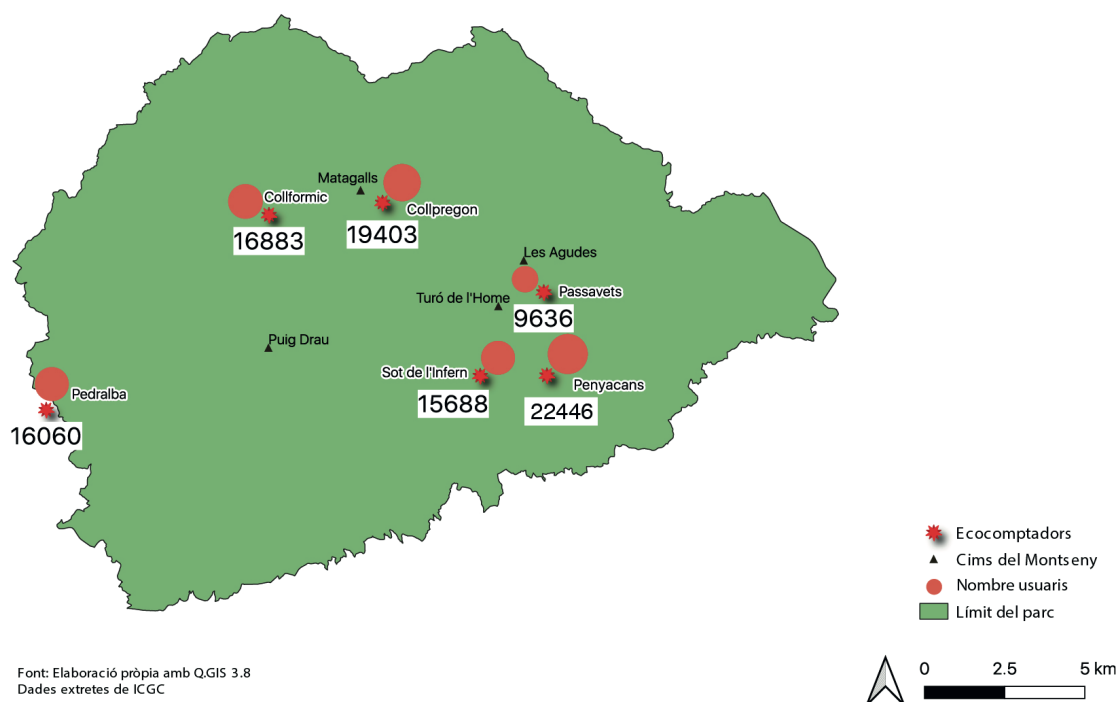 Matagalls
Collformic
Collpregon
16883
19403
Les Agudes
Passavets
Turó de l'Home
9636
Puig Drau
Sot de l'Infern
Penyacans
Pedralba
15688
22446
16060
Ecocomptadors
Cims del Montseny
Nombre usuaris
Límit del parc
Font: Elaboració pròpia amb Q.GIS 3.8
Dades extretes de ICGC
0 2.5 5 km